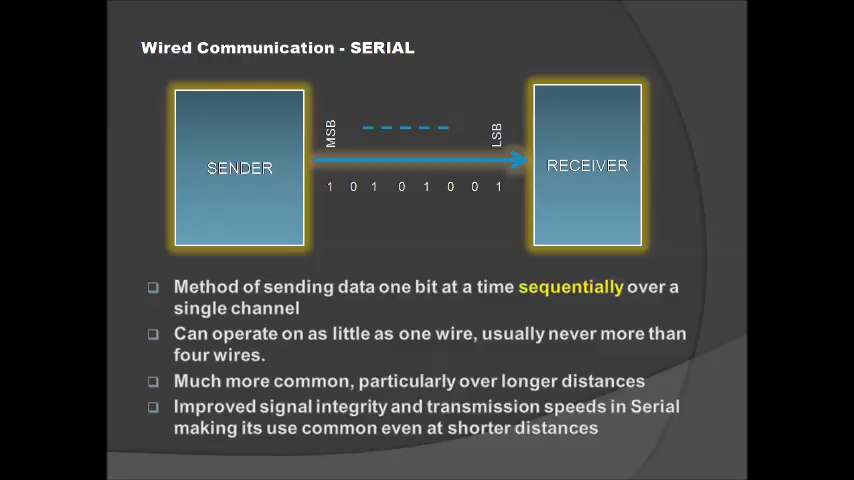 Wired Communication - SERIAL
MSB
LSB
SENDER
RECEIVER
1 0 1 0 1 0 0 1
Method of sending data one bit at a time sequentially over a
single channel
Can operate on as little as one wire, usually never more than
four wires.
Much more common, particularly over longer distances
Improved signal integrity and transmission speeds in Serial
making its use common even at shorter distances